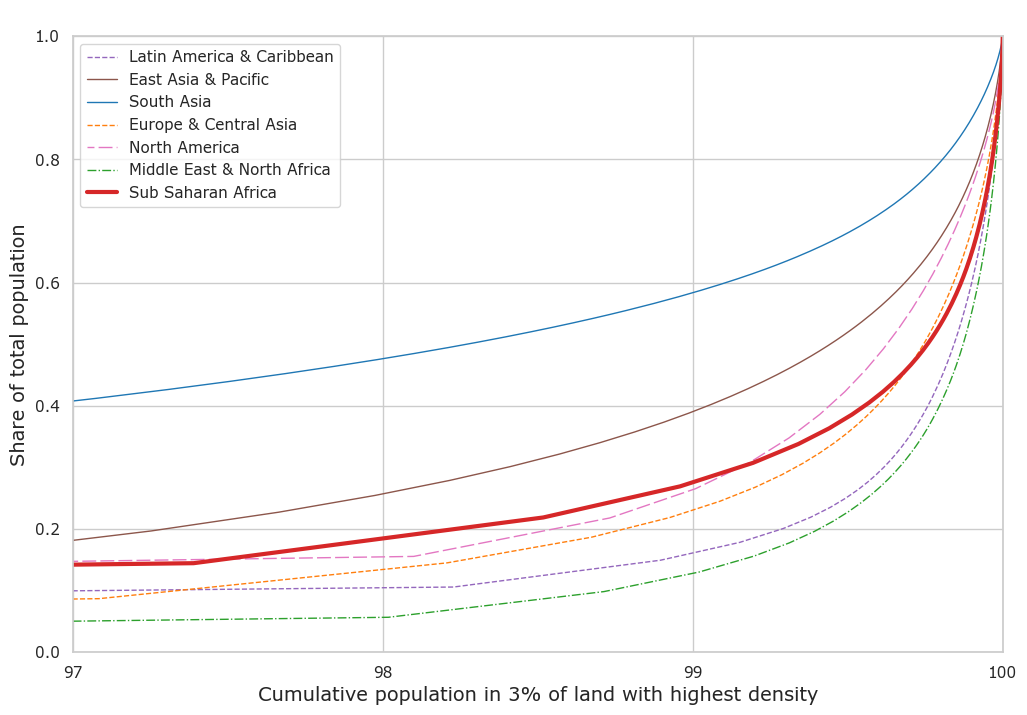 1.0
0.8
0.6
0.4
0.2
0.0
Share of total population
Latin America & Caribbean
East Asia & Pacific
South Asia
Europe & Central Asia
North America
Middle East & North Africa
Sub Saharan Africa
97 98 99 100
Cumulative population in 3% of land with highest density